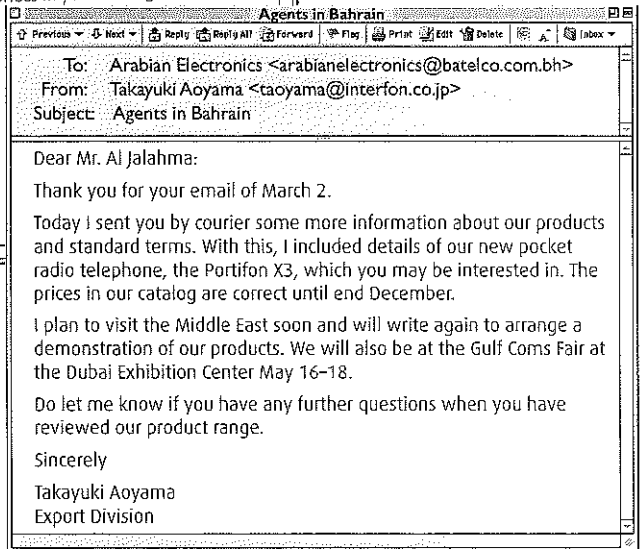 Agents in Bahrain
Previous Next Reply Reply All Forward Flag Print Edit Delete Inbox
To: Arabian Electronics <arabianelectronics@batelco.com.bh>
From: Takayuki Aoyama <taoyama@interfon.co.jp>
Subject: Agents in Bahrain
Dear Mr. Al Jalahma:
Thank you for your email of March 2.
Today I sent you by courier some more information about our products
and standard terms. With this, I included details of our new pocket
radio telephone, the Portifon X3, which you may be interested in. The
prices in our catalog are correct until end December.
I plan to visit the Middle East soon and will write again to arrange a
demonstration of our products. We will also be at the Gulf Coms Fair at
the Dubai Exhibition Center May 16–18.
Do let me know if you have any further questions when you have
reviewed our product range.
Sincerely
Takayuki Aoyama
Export Division